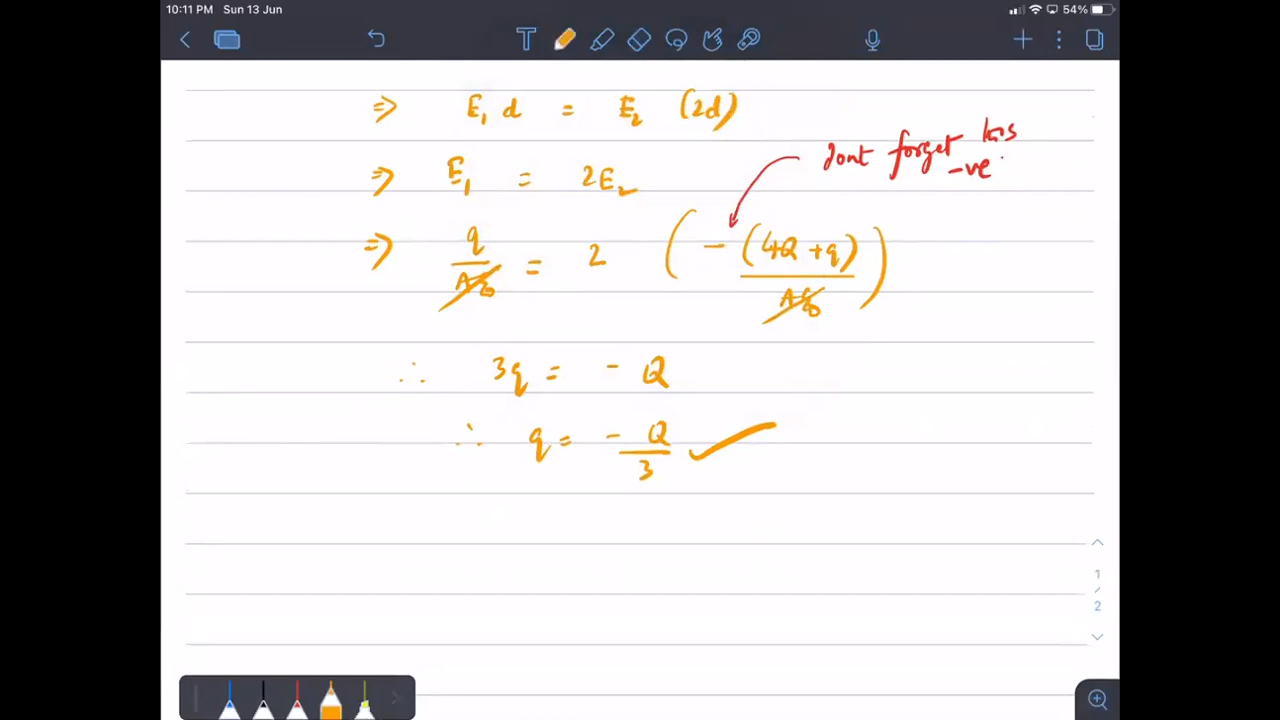 10:11 PM Sun 13 Jun 54%
T
⇒ E₁ d = E₂ (2d)
dont forget this
-ve
⇒ E₁ = 2E₂
⇒ q/Aε₀ = 2 ( - (4Q + q)/Aε₀ )
∴ 3q = - Q
∴ q = - Q/3 ✓
1
/
2